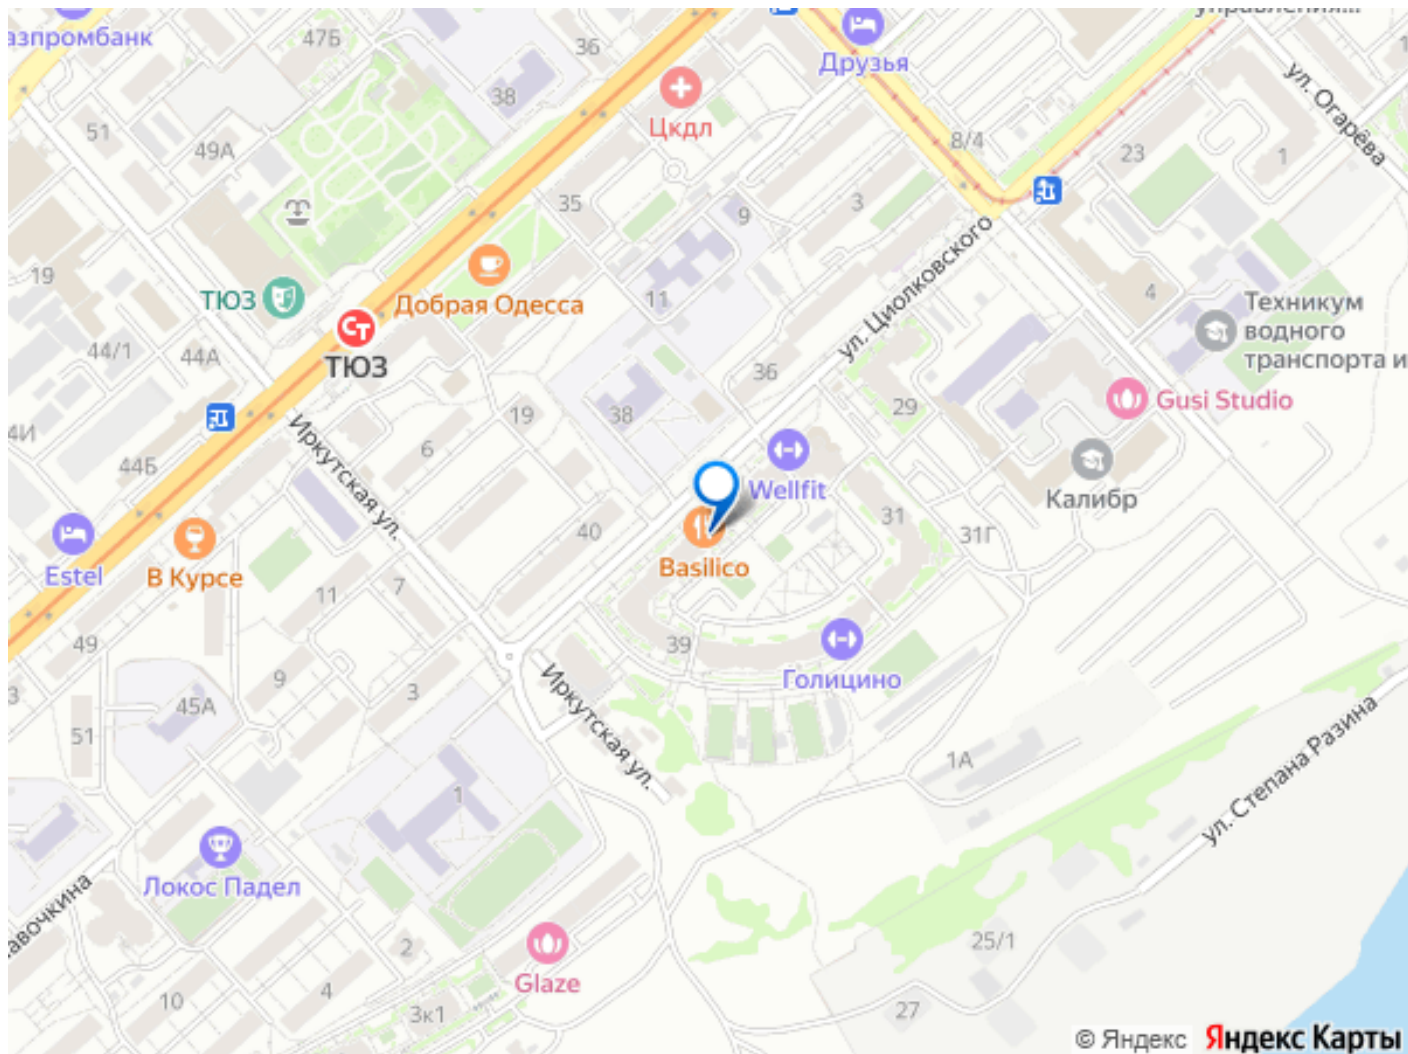 азпромбанк
47Б
36
Друзья
управления...
38
Цкдл
ул. Огарёва
51
49А
8/4
23
1
35
9
3
19
ТЮЗ
Добрая Одесса
11
ул. Циолковского
4
Техникум
водного
транспорта и
44/1
44А
Ст
ТЮЗ
36
Gusi Studio
4И
44Б
Иркутская ул.
6
19
38
29
Wellfit
Калибр
Estel
В Курсе
40
Basilico
31
31Г
11
7
49
9
3
39
Голицино
3
45А
51
Иркутская ул.
1А
ул. Степана Разина
1
Локос Падел
авочкина
2
Glaze
25/1
10
4
3к1
27
© Яндекс Яндекс Карты